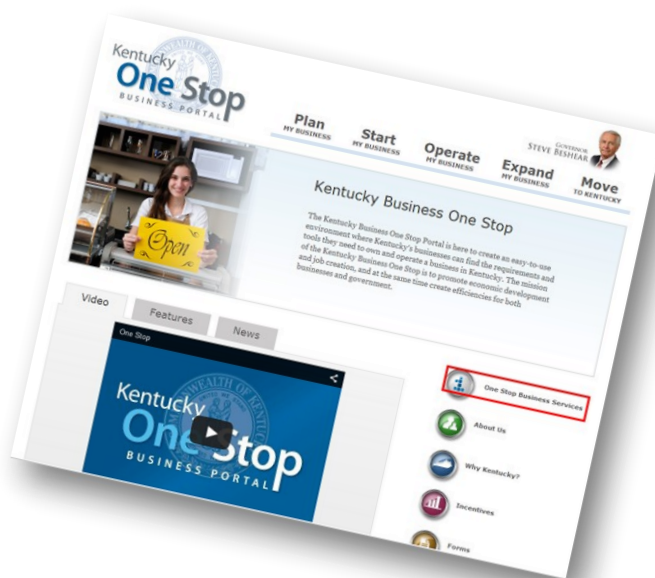 Kentucky
One Stop
BUSINESS PORTAL
GOVERNOR
STEVE BESHEAR
Plan
MY BUSINESS
Start
MY BUSINESS
Operate
MY BUSINESS
Expand
MY BUSINESS
Move
TO KENTUCKY
Open
Kentucky Business One Stop
The Kentucky Business One Stop Portal is here to create an easy-to-use
environment where Kentucky's businesses can find the requirements and
tools they need to own and operate a business in Kentucky. The mission
of the Kentucky Business One Stop is to promote economic development
and job creation, and at the same time create efficiencies for both
businesses and government.
Video
Features
News
One Stop
Kentucky
One Stop
BUSINESS PORTAL
One Stop Business Services
About Us
Why Kentucky?
Incentives
Forms